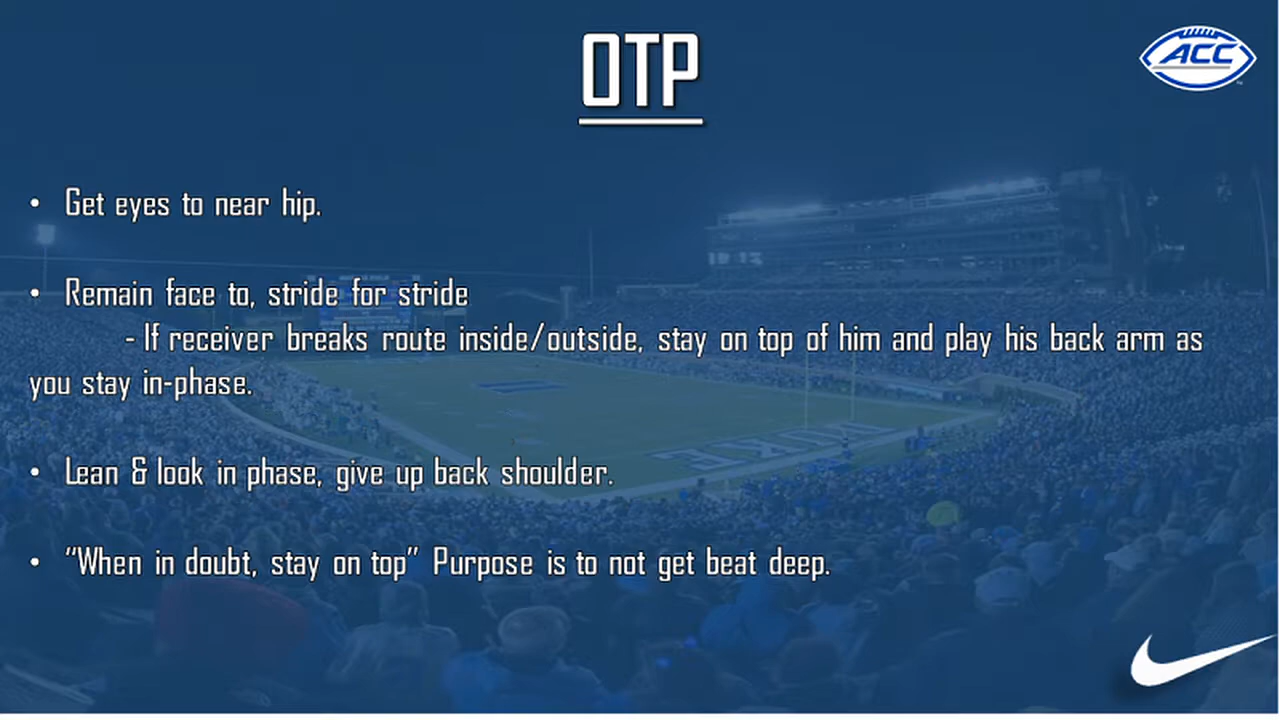 OTP
ACC
• Get eyes to near hip.
• Remain face to, stride for stride
- If receiver breaks route inside/outside, stay on top of him and play his back arm as
you stay in-phase.
• Lean & look in phase, give up back shoulder.
• “When in doubt, stay on top” Purpose is to not get beat deep.